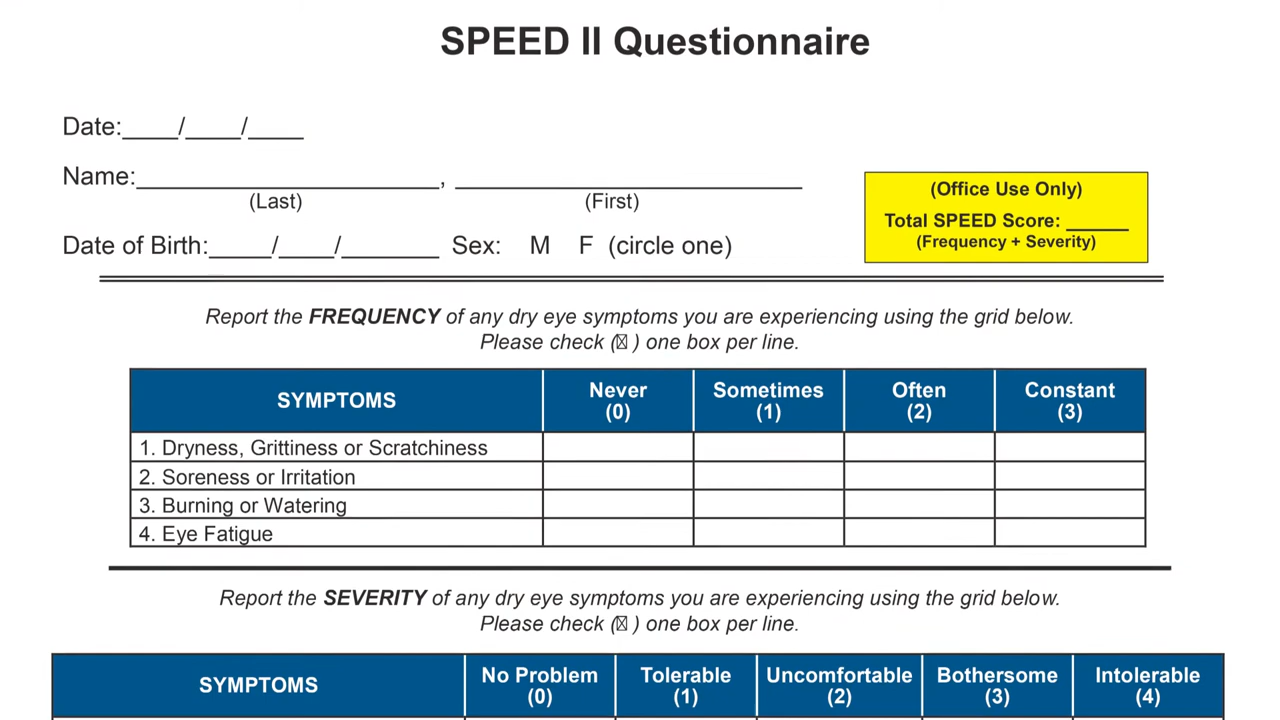 SPEED II Questionnaire
Date:____/____/____
Name:______________________, _________________________
(Last) (First)
(Office Use Only)
Total SPEED Score: ______
(Frequency + Severity)
Date of Birth:____/____/_______ Sex: M F (circle one)
Report the FREQUENCY of any dry eye symptoms you are experiencing using the grid below.
Please check (☒ ) one box per line.
SYMPTOMS Never (0) Sometimes (1) Often (2) Constant (3)
1. Dryness, Grittiness or Scratchiness
2. Soreness or Irritation
3. Burning or Watering
4. Eye Fatigue
Report the SEVERITY of any dry eye symptoms you are experiencing using the grid below.
Please check (☒ ) one box per line.
SYMPTOMS No Problem (0) Tolerable (1) Uncomfortable (2) Bothersome (3) Intolerable (4)